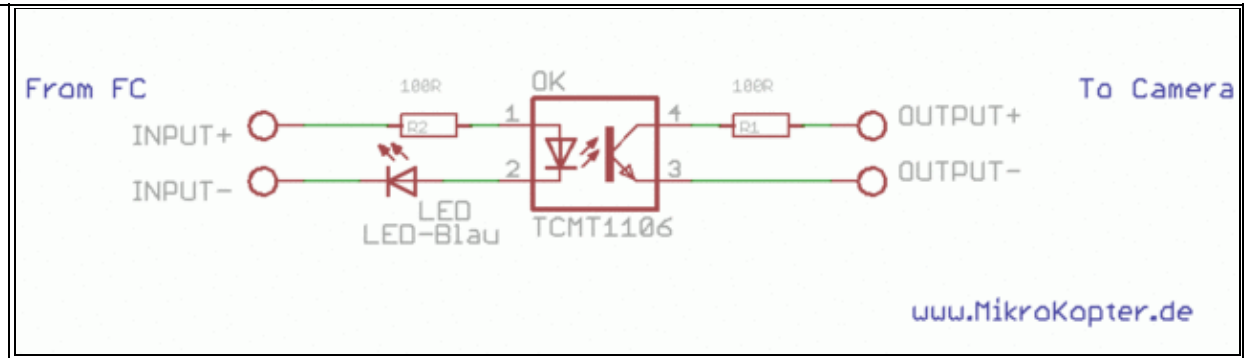 From FC
100R
OK
100R
To Camera
INPUT+
R2
1
4
R1
OUTPUT+
INPUT-
2
3
OUTPUT-
LED
LED-Blau
TCMT1106
www.MikroKopter.de